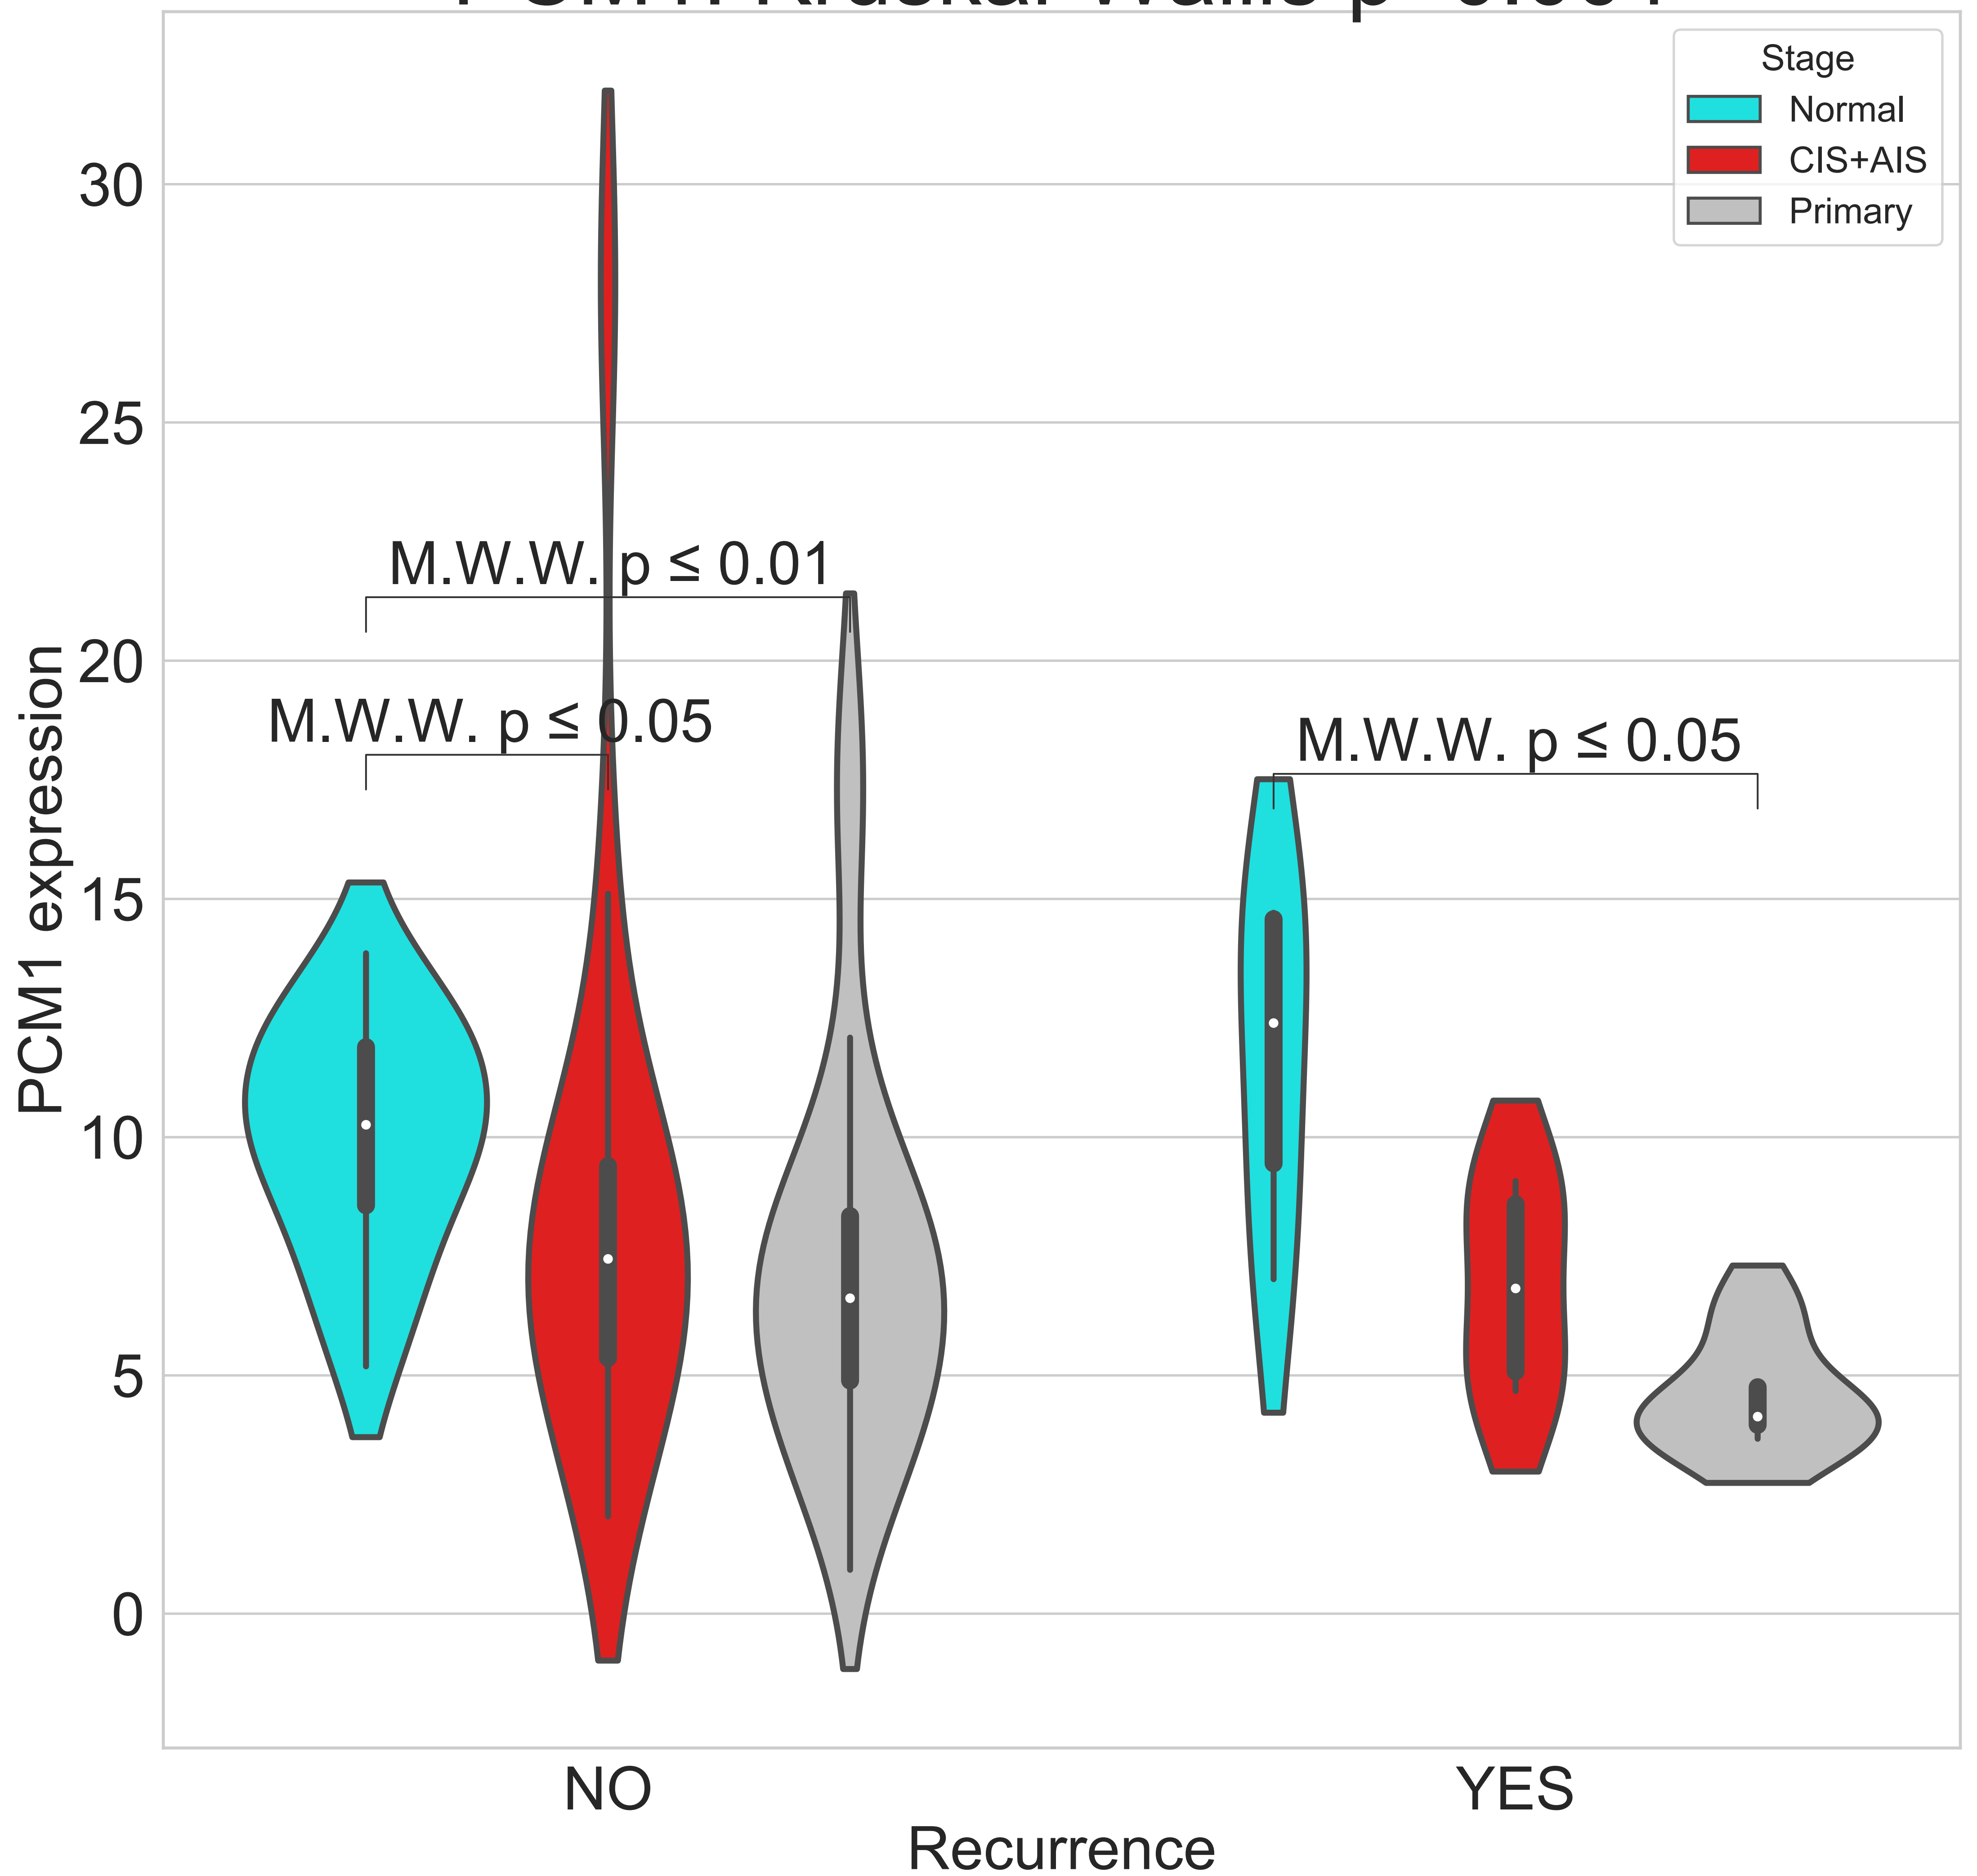 Stage
Normal
CIS+AIS
Primary
30
25
20
15
10
5
0
PCM1 expression
M.W.W. p ≤ 0.01
M.W.W. p ≤ 0.05
M.W.W. p ≤ 0.05
NO
YES
Recurrence